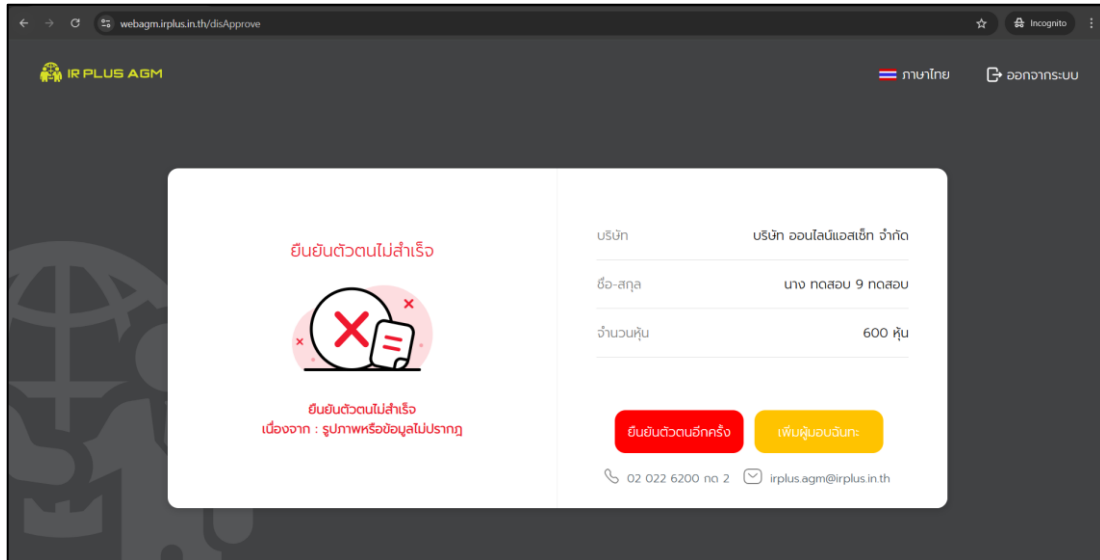 webagm.irplus.in.th/disApprove
Incognito
IR PLUS AGM
ภาษาไทย
ออกจากระบบ
ยืนยันตัวตนไม่สำเร็จ
ยืนยันตัวตนไม่สำเร็จ
เนื่องจาก : รูปภาพหรือข้อมูลไม่ปรากฎ
บริษัท บริษัท ออนไลน์แอสเซ็ท จำกัด
ชื่อ-สกุล นาง ทดสอบ 9 ทดสอบ
จำนวนหุ้น 600 หุ้น
ยืนยันตัวตนอีกครั้ง เพิ่มผู้มอบฉันทะ
02 022 6200 กด 2 irplus.agm@irplus.in.th